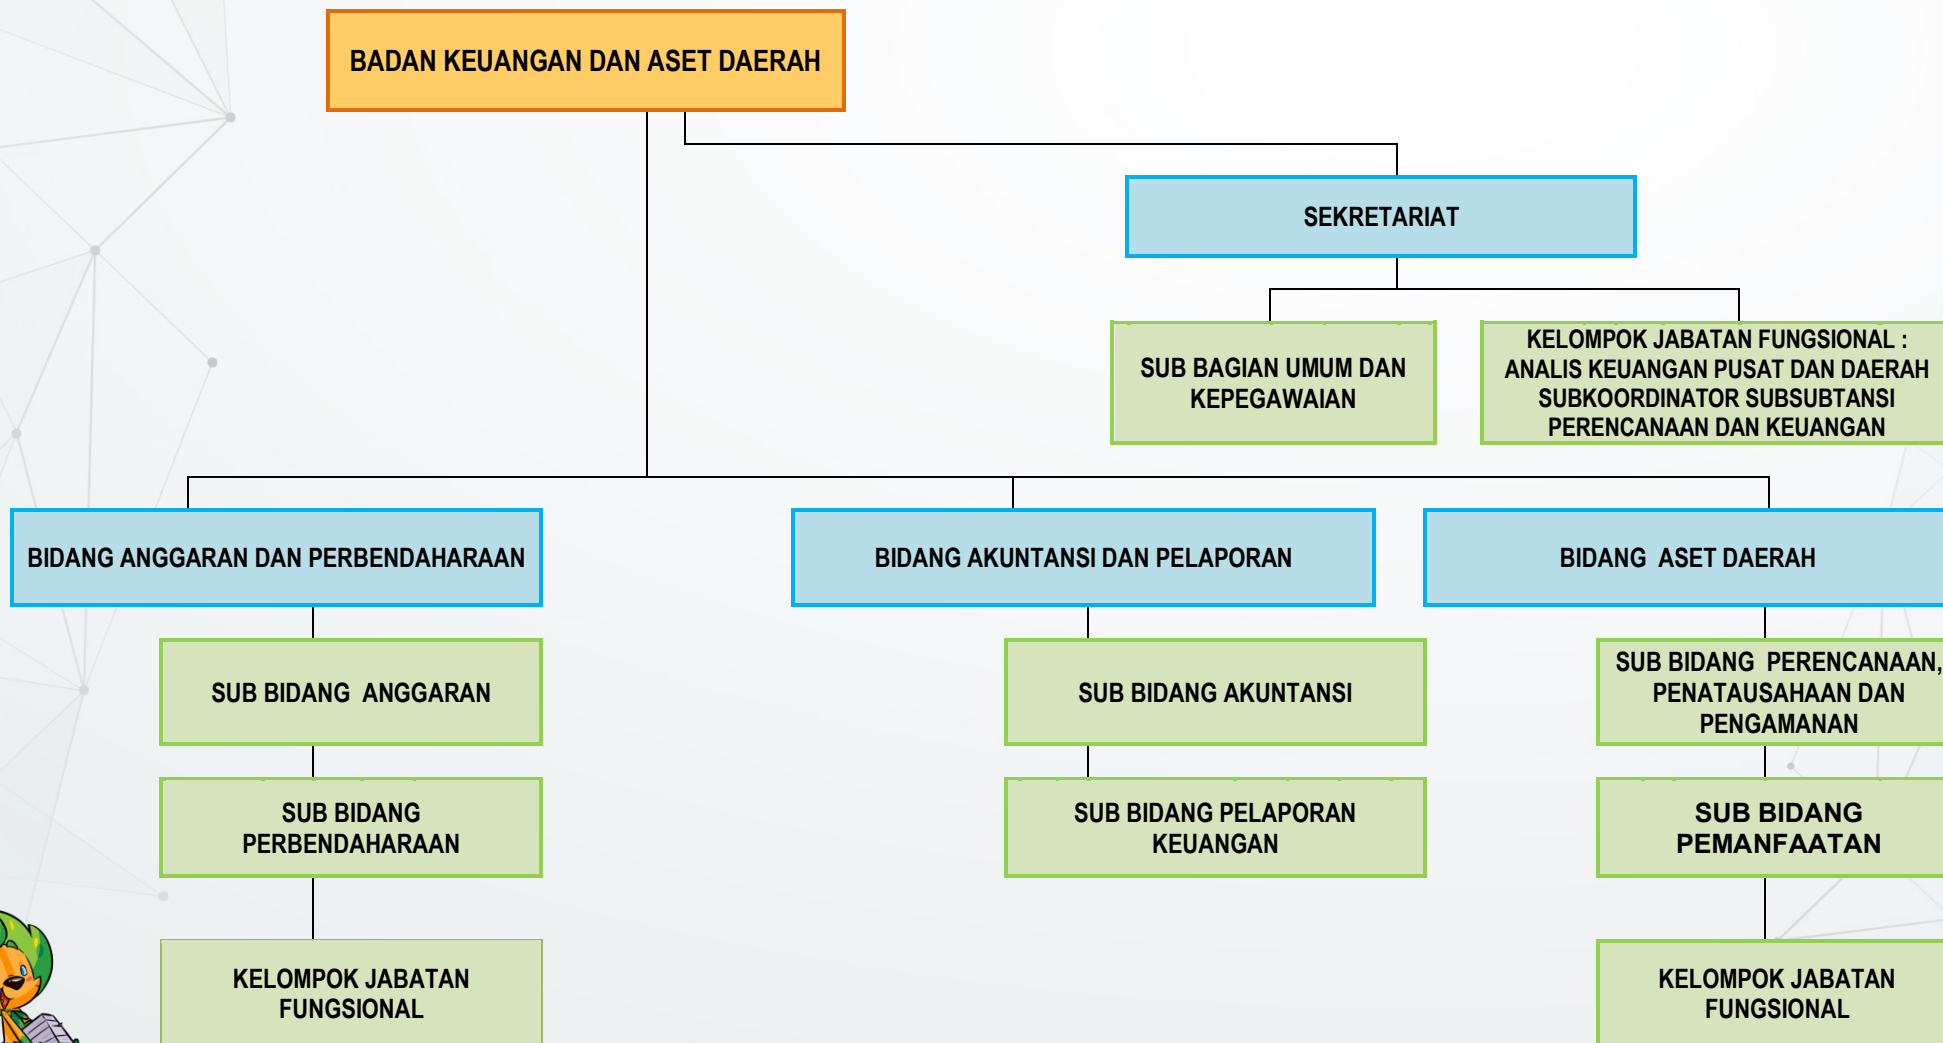 BADAN KEUANGAN DAN ASET DAERAH
SEKRETARIAT
SUB BAGIAN UMUM DAN
KEPEGAWAIAN
KELOMPOK JABATAN FUNGSIONAL :
ANALIS KEUANGAN PUSAT DAN DAERAH
SUBKOORDINATOR SUBSUBTANSI
PERENCANAAN DAN KEUANGAN
BIDANG ANGGARAN DAN PERBENDAHARAAN
BIDANG AKUNTANSI DAN PELAPORAN
BIDANG ASET DAERAH
SUB BIDANG ANGGARAN
SUB BIDANG AKUNTANSI
SUB BIDANG PERENCANAAN,
PENATAUSAHAAN DAN
PENGAMANAN
SUB BIDANG
PERBENDAHARAAN
SUB BIDANG PELAPORAN
KEUANGAN
SUB BIDANG
PEMANFAATAN
KELOMPOK JABATAN
FUNGSIONAL
KELOMPOK JABATAN
FUNGSIONAL